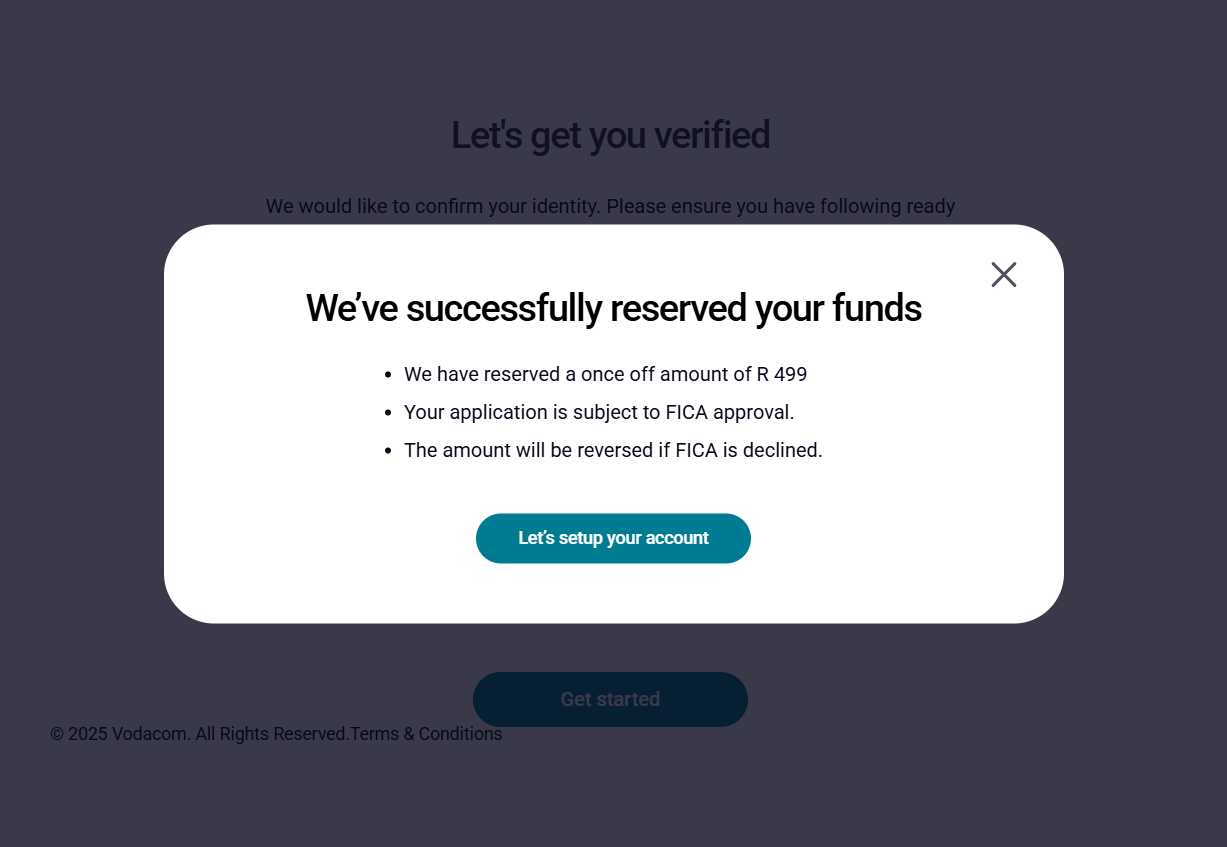 Let's get you verified
We would like to confirm your identity. Please ensure you have following ready
We’ve successfully reserved your funds
• We have reserved a once off amount of R 499
• Your application is subject to FICA approval.
• The amount will be reversed if FICA is declined.
Let’s setup your account
Get started
© 2025 Vodacom. All Rights Reserved.Terms & Conditions